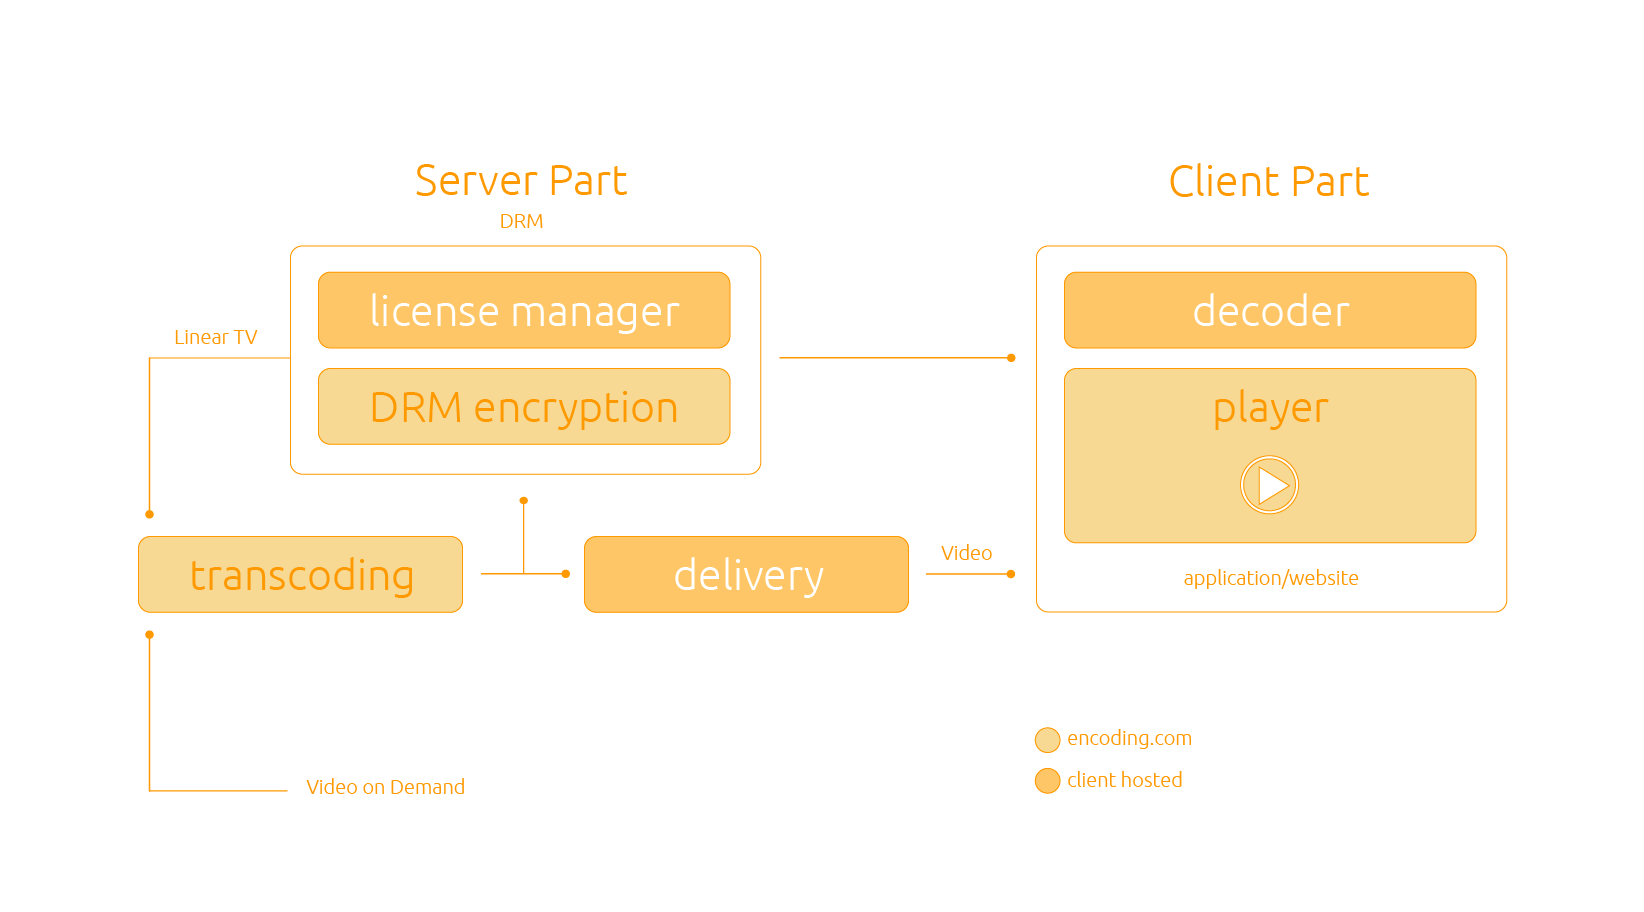 Server Part
DRM
license manager
DRM encryption
Linear TV
transcoding
delivery
Video
Video on Demand
Client Part
decoder
player
application/website
encoding.com
client hosted